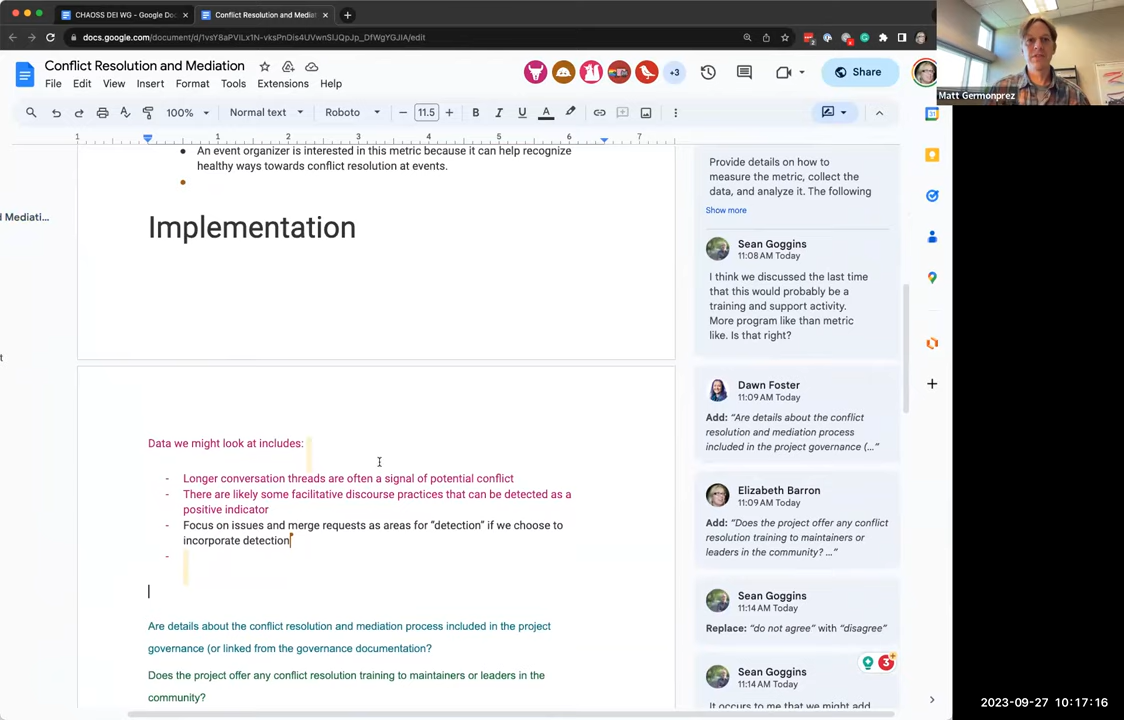 CHAOSS DEI WG - Google Doc
Conflict Resolution and Mediat
docs.google.com/document/d/1vsY8aPVILx1N-vksPnDis4UVwnSIJQpJp_DfWgYGJIA/edit
Conflict Resolution and Mediation
File Edit View Insert Format Tools Extensions Help
+3
Share
Matt Germonprez
100% Normal text Roboto 11.5 B I U A
1 1 2 3 4 5 6 7
d Mediati...
t
● An event organizer is interested in this metric because it can help recognize
healthy ways towards conflict resolution at events.
●
Implementation
Data we might look at includes:
- Longer conversation threads are often a signal of potential conflict
- There are likely some facilitative discourse practices that can be detected as a
positive indicator
- Focus on issues and merge requests as areas for “detection” if we choose to
incorporate detection
-
Are details about the conflict resolution and mediation process included in the project
governance (or linked from the governance documentation?
Does the project offer any conflict resolution training to maintainers or leaders in the
community?
Provide details on how to
measure the metric, collect the
data, and analyze it. The following
Show more
Sean Goggins
11:08 AM Today
I think we discussed the last time
that this would probably be a
training and support activity.
More program like than metric
like. Is that right?
Dawn Foster
11:09 AM Today
Add: “Are details about the conflict
resolution and mediation process
included in the project governance (...”
Elizabeth Barron
11:09 AM Today
Add: “Does the project offer any conflict
resolution training to maintainers or
leaders in the community? ...”
Sean Goggins
11:14 AM Today
Replace: “do not agree” with “disagree”
Sean Goggins
11:14 AM Today
It occurs to me that we might add
3
2023-09-27 10:17:16